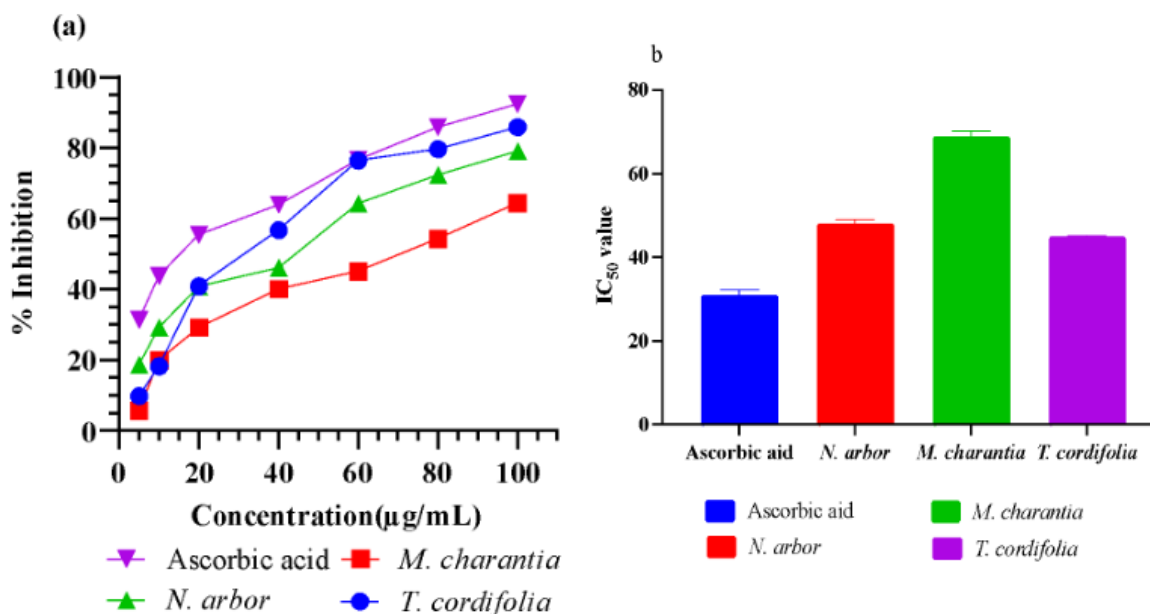 (a)
% Inhibition
100
80
60
40
20
0
0 20 40 60 80 100
Concentration(µg/mL)
Ascorbic acid M. charantia
N. arbor T. cordifolia
b
IC50 value
80
60
40
20
0
Ascorbic aid N. arbor M. charantia T. cordifolia
Ascorbic aid M. charantia
N. arbor T. cordifolia